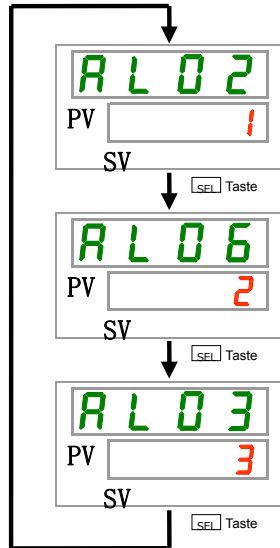 AL02
PV 1
SV
SEL Taste
AL06
PV 2
SV
SEL Taste
AL03
PV 3
SV
SEL Taste